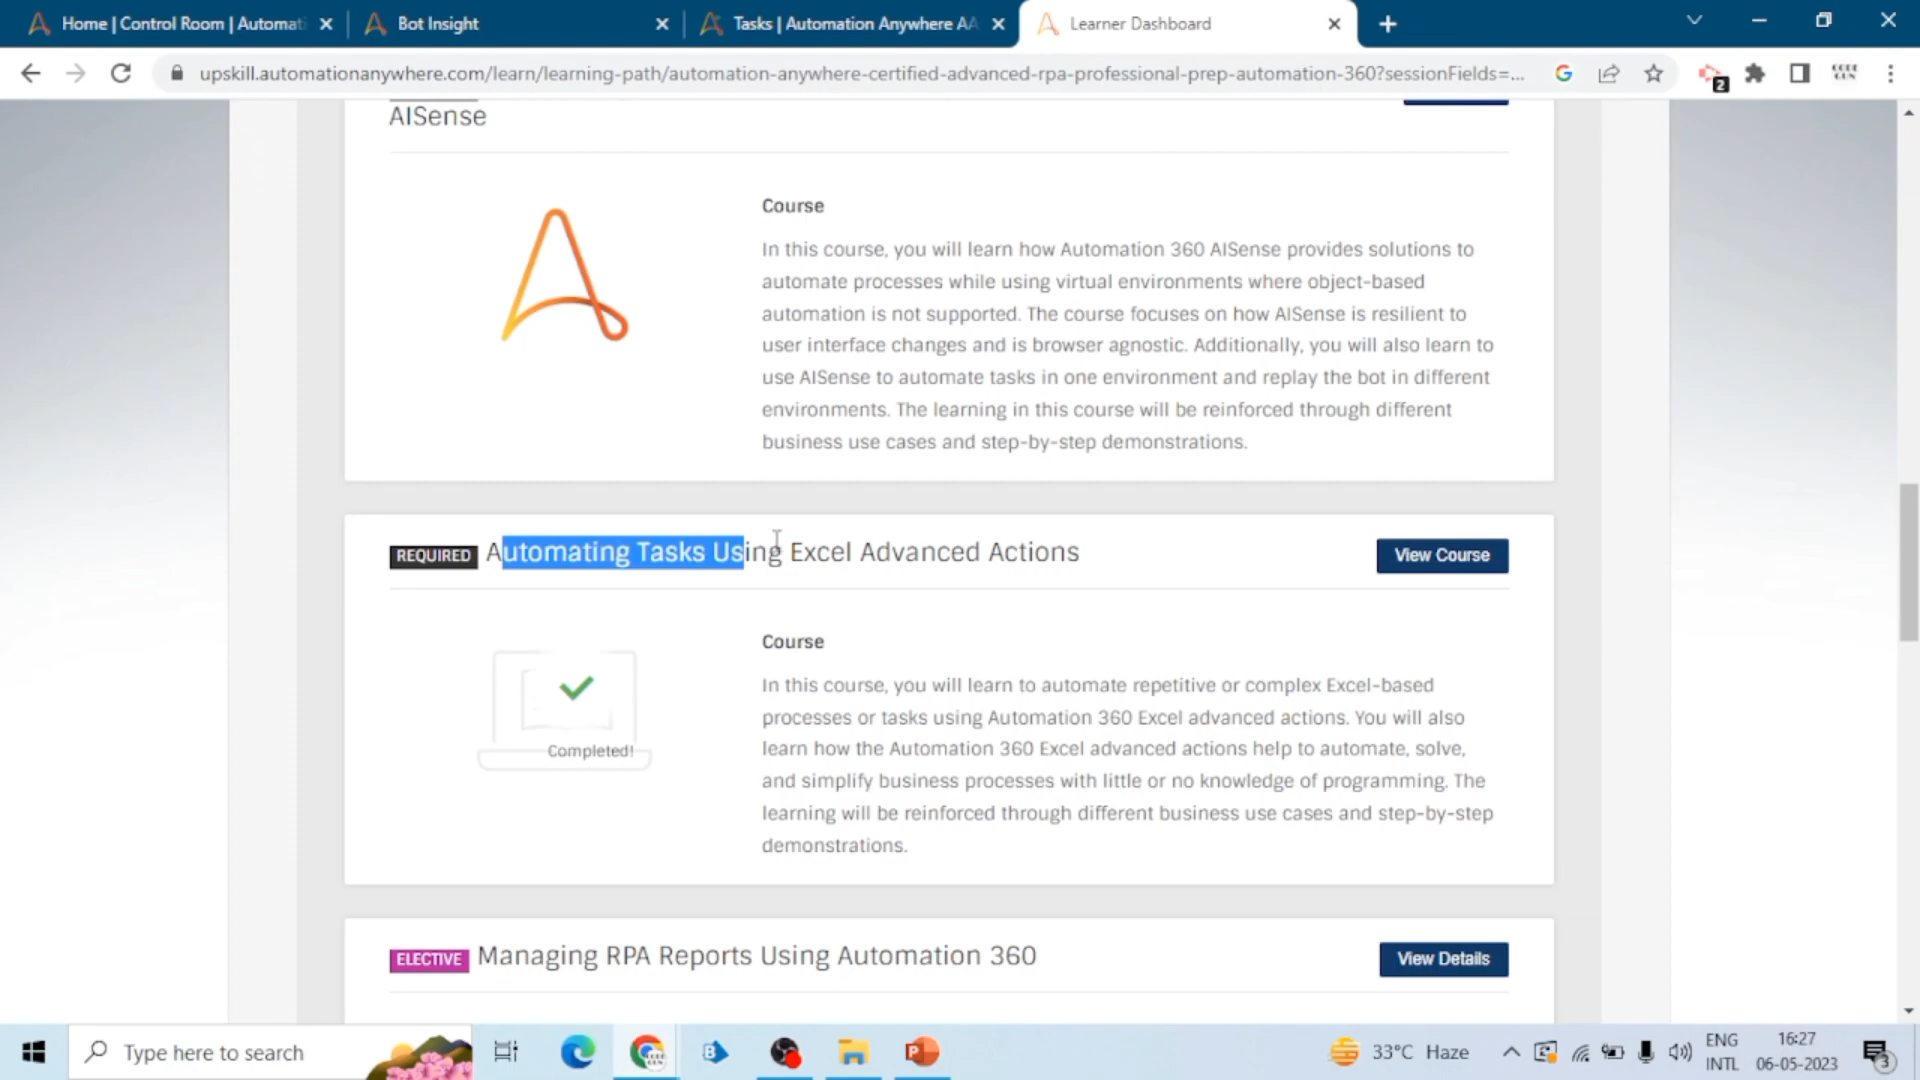 Home | Control Room | Automati
Bot Insight
Tasks | Automation Anywhere AA
Learner Dashboard
upskill.automationanywhere.com/learn/learning-path/automation-anywhere-certified-advanced-rpa-professional-prep-automation-360?sessionFields=...
2
CODE GUN
AISense
Course
In this course, you will learn how Automation 360 AISense provides solutions to
automate processes while using virtual environments where object-based
automation is not supported. The course focuses on how AISense is resilient to
user interface changes and is browser agnostic. Additionally, you will also learn to
use AISense to automate tasks in one environment and replay the bot in different
environments. The learning in this course will be reinforced through different
business use cases and step-by-step demonstrations.
REQUIRED Automating Tasks Using Excel Advanced Actions
View Course
Completed!
Course
In this course, you will learn to automate repetitive or complex Excel-based
processes or tasks using Automation 360 Excel advanced actions. You will also
learn how the Automation 360 Excel advanced actions help to automate, solve,
and simplify business processes with little or no knowledge of programming. The
learning will be reinforced through different business use cases and step-by-step
demonstrations.
ELECTIVE Managing RPA Reports Using Automation 360
View Details
Type here to search
33°C Haze
ENG
INTL
16:27
06-05-2023
3